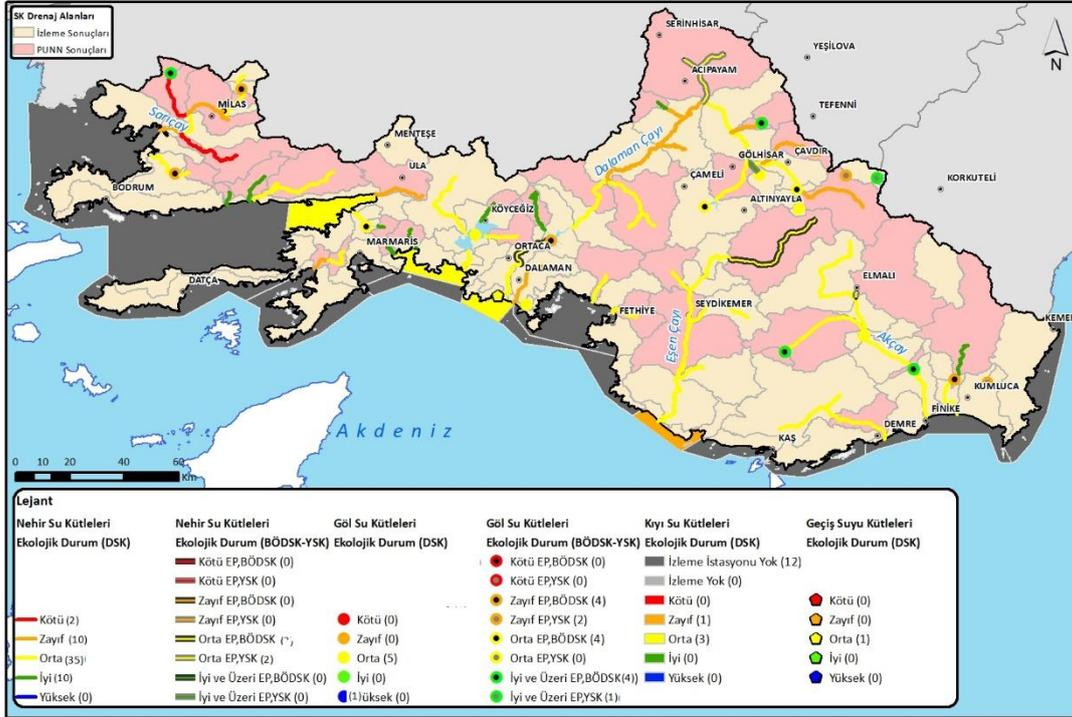 SK Drenaj Alanları
İzleme Sonuçları
PUNN Sonuçları
N
SERİNHİSAR
YEŞİLOVA
ACIPAYAM
TEFENNİ
MİLAS
Sarıçay
MENTEŞE
Dalaman Çayı
GÖLHİSAR
ÇAVDIR
ULA
ÇAMELİ
KORKUTELİ
BODRUM
ALTINYAYLA
KÖYCEĞİZ
MARMARİS
ORTACA
DALAMAN
ELMALI
DATÇA
SEYDİKEMER
FETHİYE
KEMER
Eşen Çayı
Akçay
KUMLUCA
FİNİKE
DEMRE
KAŞ
Akdeniz
0 10 20 40 60
Km
Lejant
Nehir Su Kütleleri
Ekolojik Durum (DSK)
Kötü (2)
Zayıf (10)
Orta (35)
İyi (10)
Yüksek (0)
Nehir Su Kütleleri
Ekolojik Durum (BÖDSK-YSK)
Kötü EP,BÖDSK (0)
Kötü EP,YSK (0)
Zayıf EP,BÖDSK (0)
Zayıf EP,YSK (0)
Orta EP,BÖDSK
Orta EP,YSK (2)
İyi ve Üzeri EP,BÖDSK (0)
İyi ve Üzeri EP,YSK (0)
Göl Su Kütleleri
Ekolojik Durum (DSK)
Kötü (0)
Zayıf (0)
Orta (5)
İyi (0)
(1)üksek (0)
Göl Su Kütleleri
Ekolojik Durum (BÖDSK-YSK)
Kötü EP,BÖDSK (0)
Kötü EP,YSK (0)
Zayıf EP,BÖDSK (4)
Zayıf EP,YSK (2)
Orta EP,BÖDSK (4)
Orta EP,YSK (0)
İyi ve Üzeri EP,BÖDSK(4)
İyi ve Üzeri EP,YSK (1)
Kıyı Su Kütleleri
Ekolojik Durum (DSK)
İzleme İstasyonu Yok (12)
İzleme Yok (0)
Kötü (0)
Zayıf (1)
Orta (3)
İyi (0)
Yüksek (0)
Geçiş Suyu Kütleleri
Ekolojik Durum (DSK)
Kötü (0)
Zayıf (0)
Orta (1)
İyi (0)
Yüksek (0)